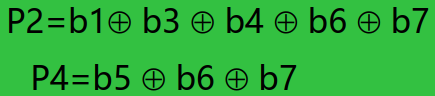 P2=b1⊕ b3 ⊕ b4 ⊕ b6 ⊕ b7
P4=b5 ⊕ b6 ⊕ b7